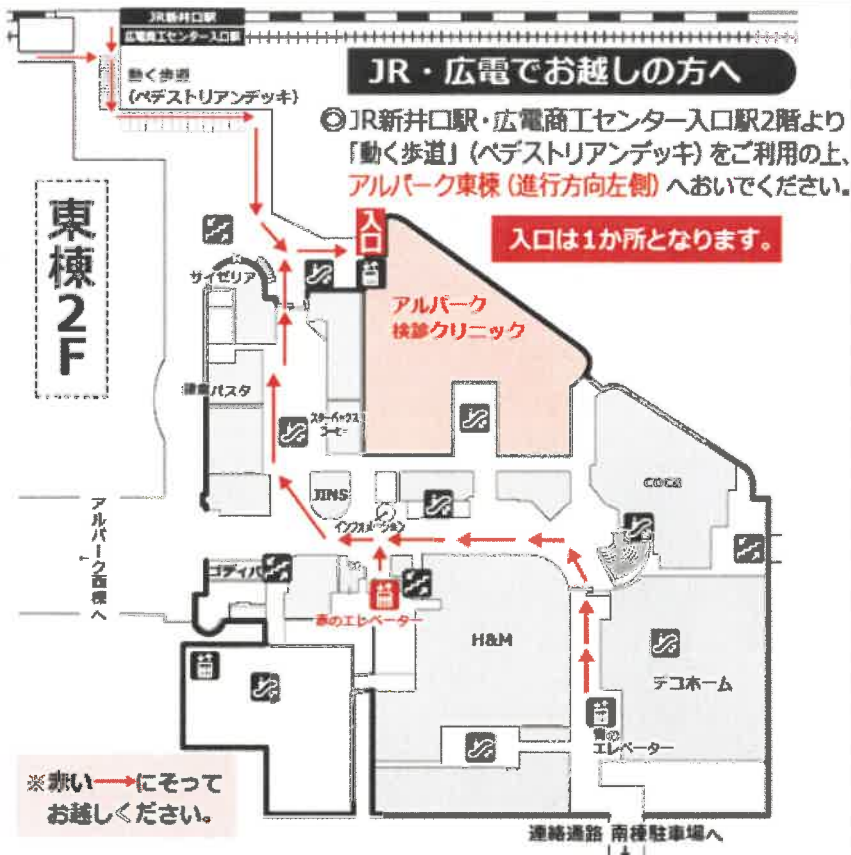 JR新井口駅
広電商工センター入口駅
動く歩道
(ペデストリアンデッキ)
JR・広電でお越しの方へ
◎JR新井口駅・広電商工センター入口駅2階より
「動く歩道」(ペデストリアンデッキ)をご利用の上、
アルパーク東棟(進行方向左側)へおいでください。
入口は1か所となります。
東棟2F
入口
サイゼリア
アルパーク
検診クリニック
パスタ
スターバックス
コーヒー
JINS
インフォメーション
COCA
アルパーク西棟へ
ゴディバ
赤のエレベーター
H&M
デコホーム
青の
エレベーター
※赤い→にそって
お越しください。
連絡通路 南棟駐車場へ